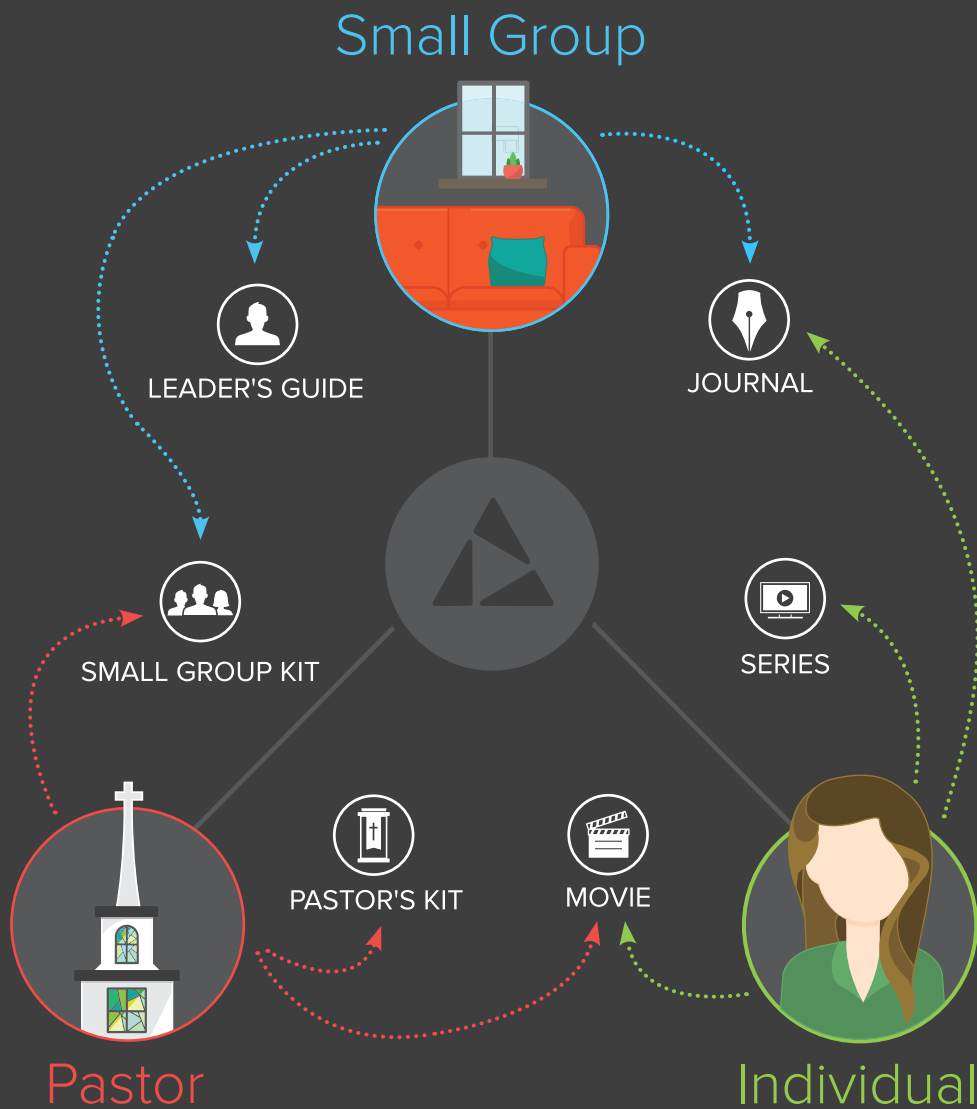 Small Group
LEADER'S GUIDE
JOURNAL
SMALL GROUP KIT
SERIES
PASTOR'S KIT
MOVIE
Pastor
Individual